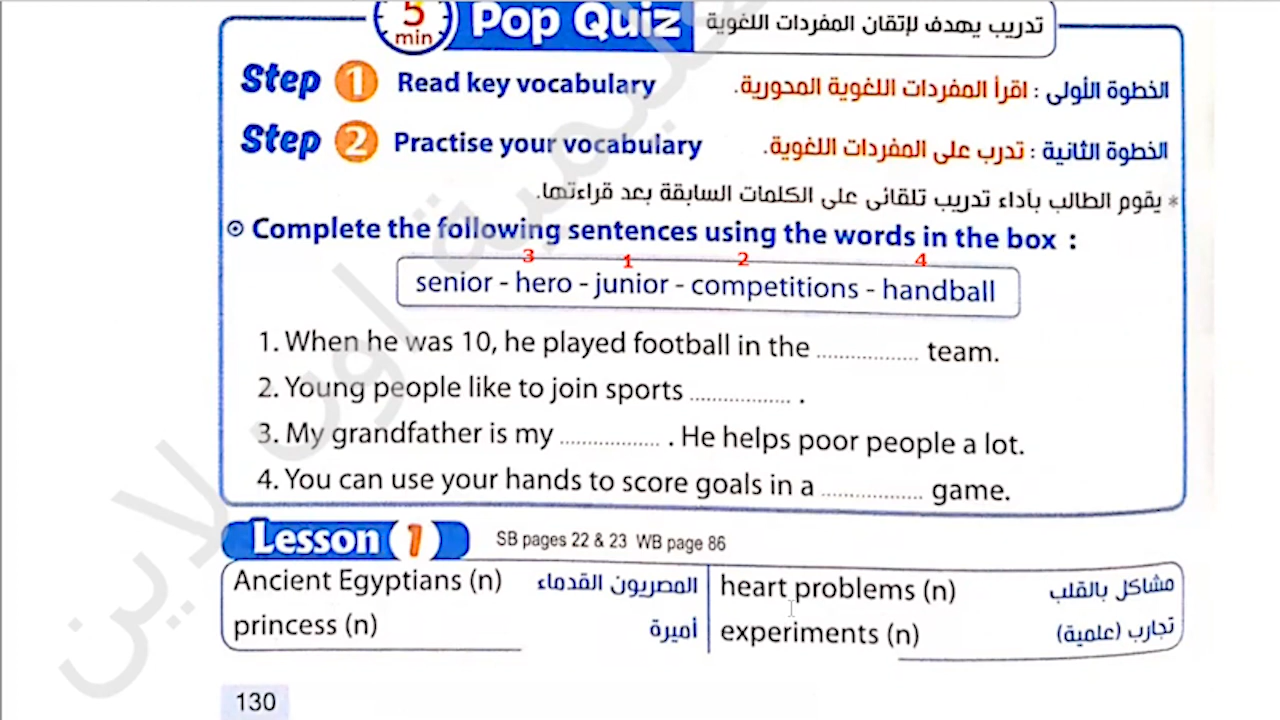 5 min Pop Quiz تدريب يهدف لإتقان المفردات اللغوية
Step 1 Read key vocabulary الخطوة الأولى : اقرأ المفردات اللغوية المحورية.
Step 2 Practise your vocabulary الخطوة الثانية : تدرب على المفردات اللغوية.
* يقوم الطالب بآداء تدريب تلقائى على الكلمات السابقة بعد قراءتها.
Complete the following sentences using the words in the box :
3 1 2 4
senior - hero - junior - competitions - handball
1. When he was 10, he played football in the ................ team.
2. Young people like to join sports ................ .
3. My grandfather is my ................ . He helps poor people a lot.
4. You can use your hands to score goals in a ................ game.
Lesson (1) SB pages 22 & 23 WB page 86
Ancient Egyptians (n) المصريون القدماء heart problems (n) مشاكل بالقلب
princess (n) أميرة experiments (n) تجارب (علمية)
130